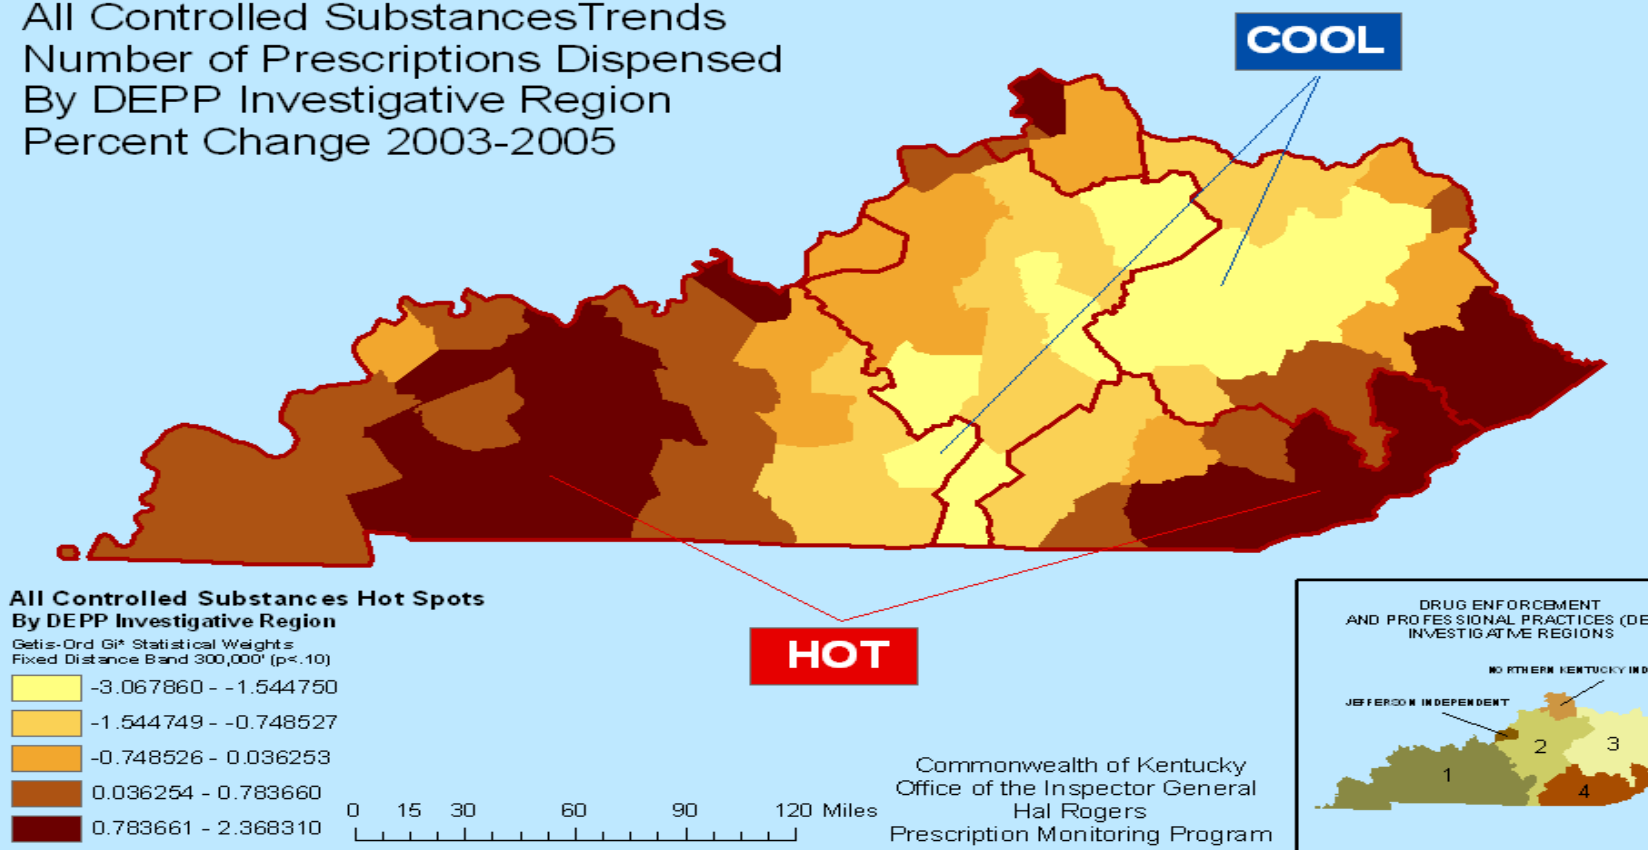 All Controlled SubstancesTrends
Number of Prescriptions Dispensed
By DEPP Investigative Region
Percent Change 2003-2005
COOL
HOT
All Controlled Substances Hot Spots
By DEPP Investigative Region
Getis-Ord Gi* Statistical Weights
Fixed Distance Band 300,000' (p<.10)
-3.067860 - -1.544750
-1.544749 - -0.748527
-0.748526 - 0.036253
0.036254 - 0.783660
0.783661 - 2.368310
0 15 30 60 90 120 Miles
Commonwealth of Kentucky
Office of the Inspector General
Hal Rogers
Prescription Monitoring Program
DRUG ENFORCEMENT
AND PROFESSIONAL PRACTICES (DE
INVESTIGATIVE REGIONS
NORTHERN KENTUCKY IND
JEFFERSON INDEPENDENT
1
2
3
4